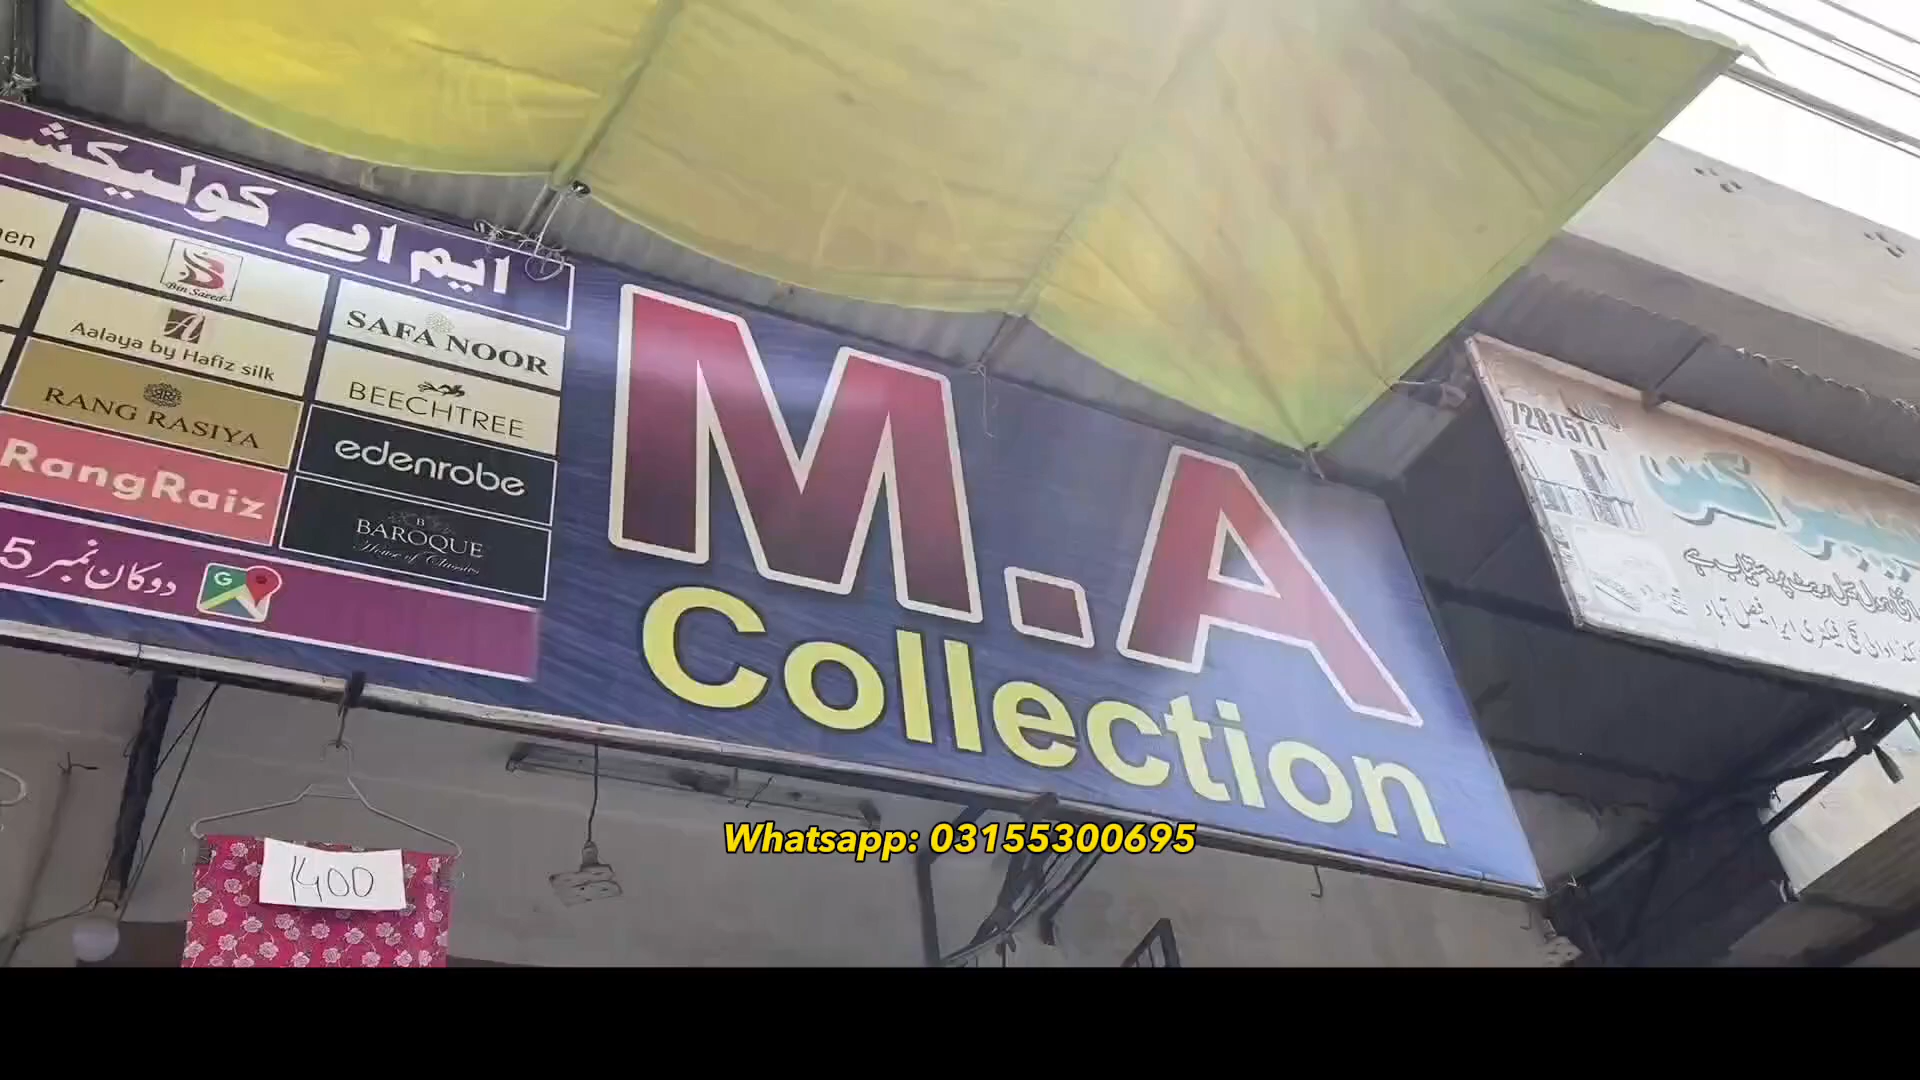 ایم اے کولیکشن
Bin Saeed
SAFA NOOR
Aalaya by Hafiz silk
BEECHTREE
RANG RASIYA
edenrobe
RangRaiz
BAROQUE
House of Classics
دوکان نمبر 5
M.A
Collection
7281511
Whatsapp: 03155300695
1400